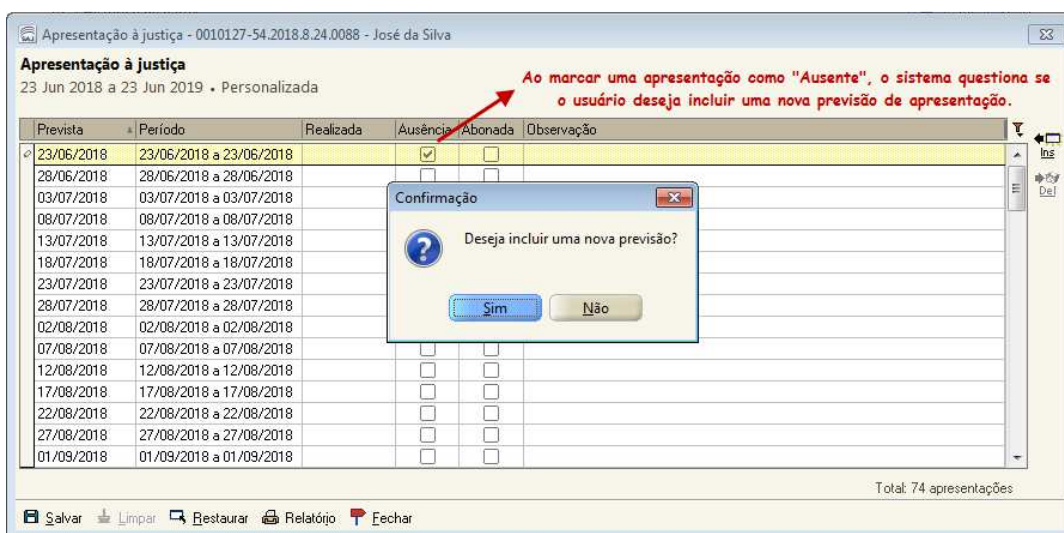 Apresentação à justiça - 0010127-54.2018.8.24.0088 - José da Silva
Apresentação à justiça
23 Jun 2018 a 23 Jun 2019 • Personalizada
Ao marcar uma apresentação como "Ausente", o sistema questiona se
o usuário deseja incluir uma nova previsão de apresentação.
Prevista Período Realizada Ausência Abonada Observação
23/06/2018 23/06/2018 a 23/06/2018
Ins
28/06/2018 28/06/2018 a 28/06/2018
03/07/2018 03/07/2018 a 03/07/2018
Del
Confirmação
08/07/2018 08/07/2018 a 08/07/2018
13/07/2018 13/07/2018 a 13/07/2018
Deseja incluir uma nova previsão?
18/07/2018 18/07/2018 a 18/07/2018
23/07/2018 23/07/2018 a 23/07/2018
28/07/2018 28/07/2018 a 28/07/2018
Sim Não
02/08/2018 02/08/2018 a 02/08/2018
07/08/2018 07/08/2018 a 07/08/2018
12/08/2018 12/08/2018 a 12/08/2018
17/08/2018 17/08/2018 a 17/08/2018
22/08/2018 22/08/2018 a 22/08/2018
27/08/2018 27/08/2018 a 27/08/2018
01/09/2018 01/09/2018 a 01/09/2018
Total: 74 apresentações
Salvar Limpar Restaurar Relatório Fechar